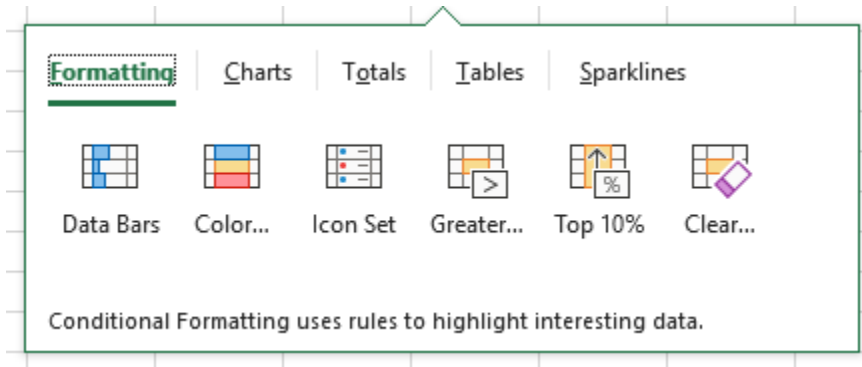 Formatting Charts Totals Tables Sparklines
> %
Data Bars Color... Icon Set Greater... Top 10% Clear...
Conditional Formatting uses rules to highlight interesting data.